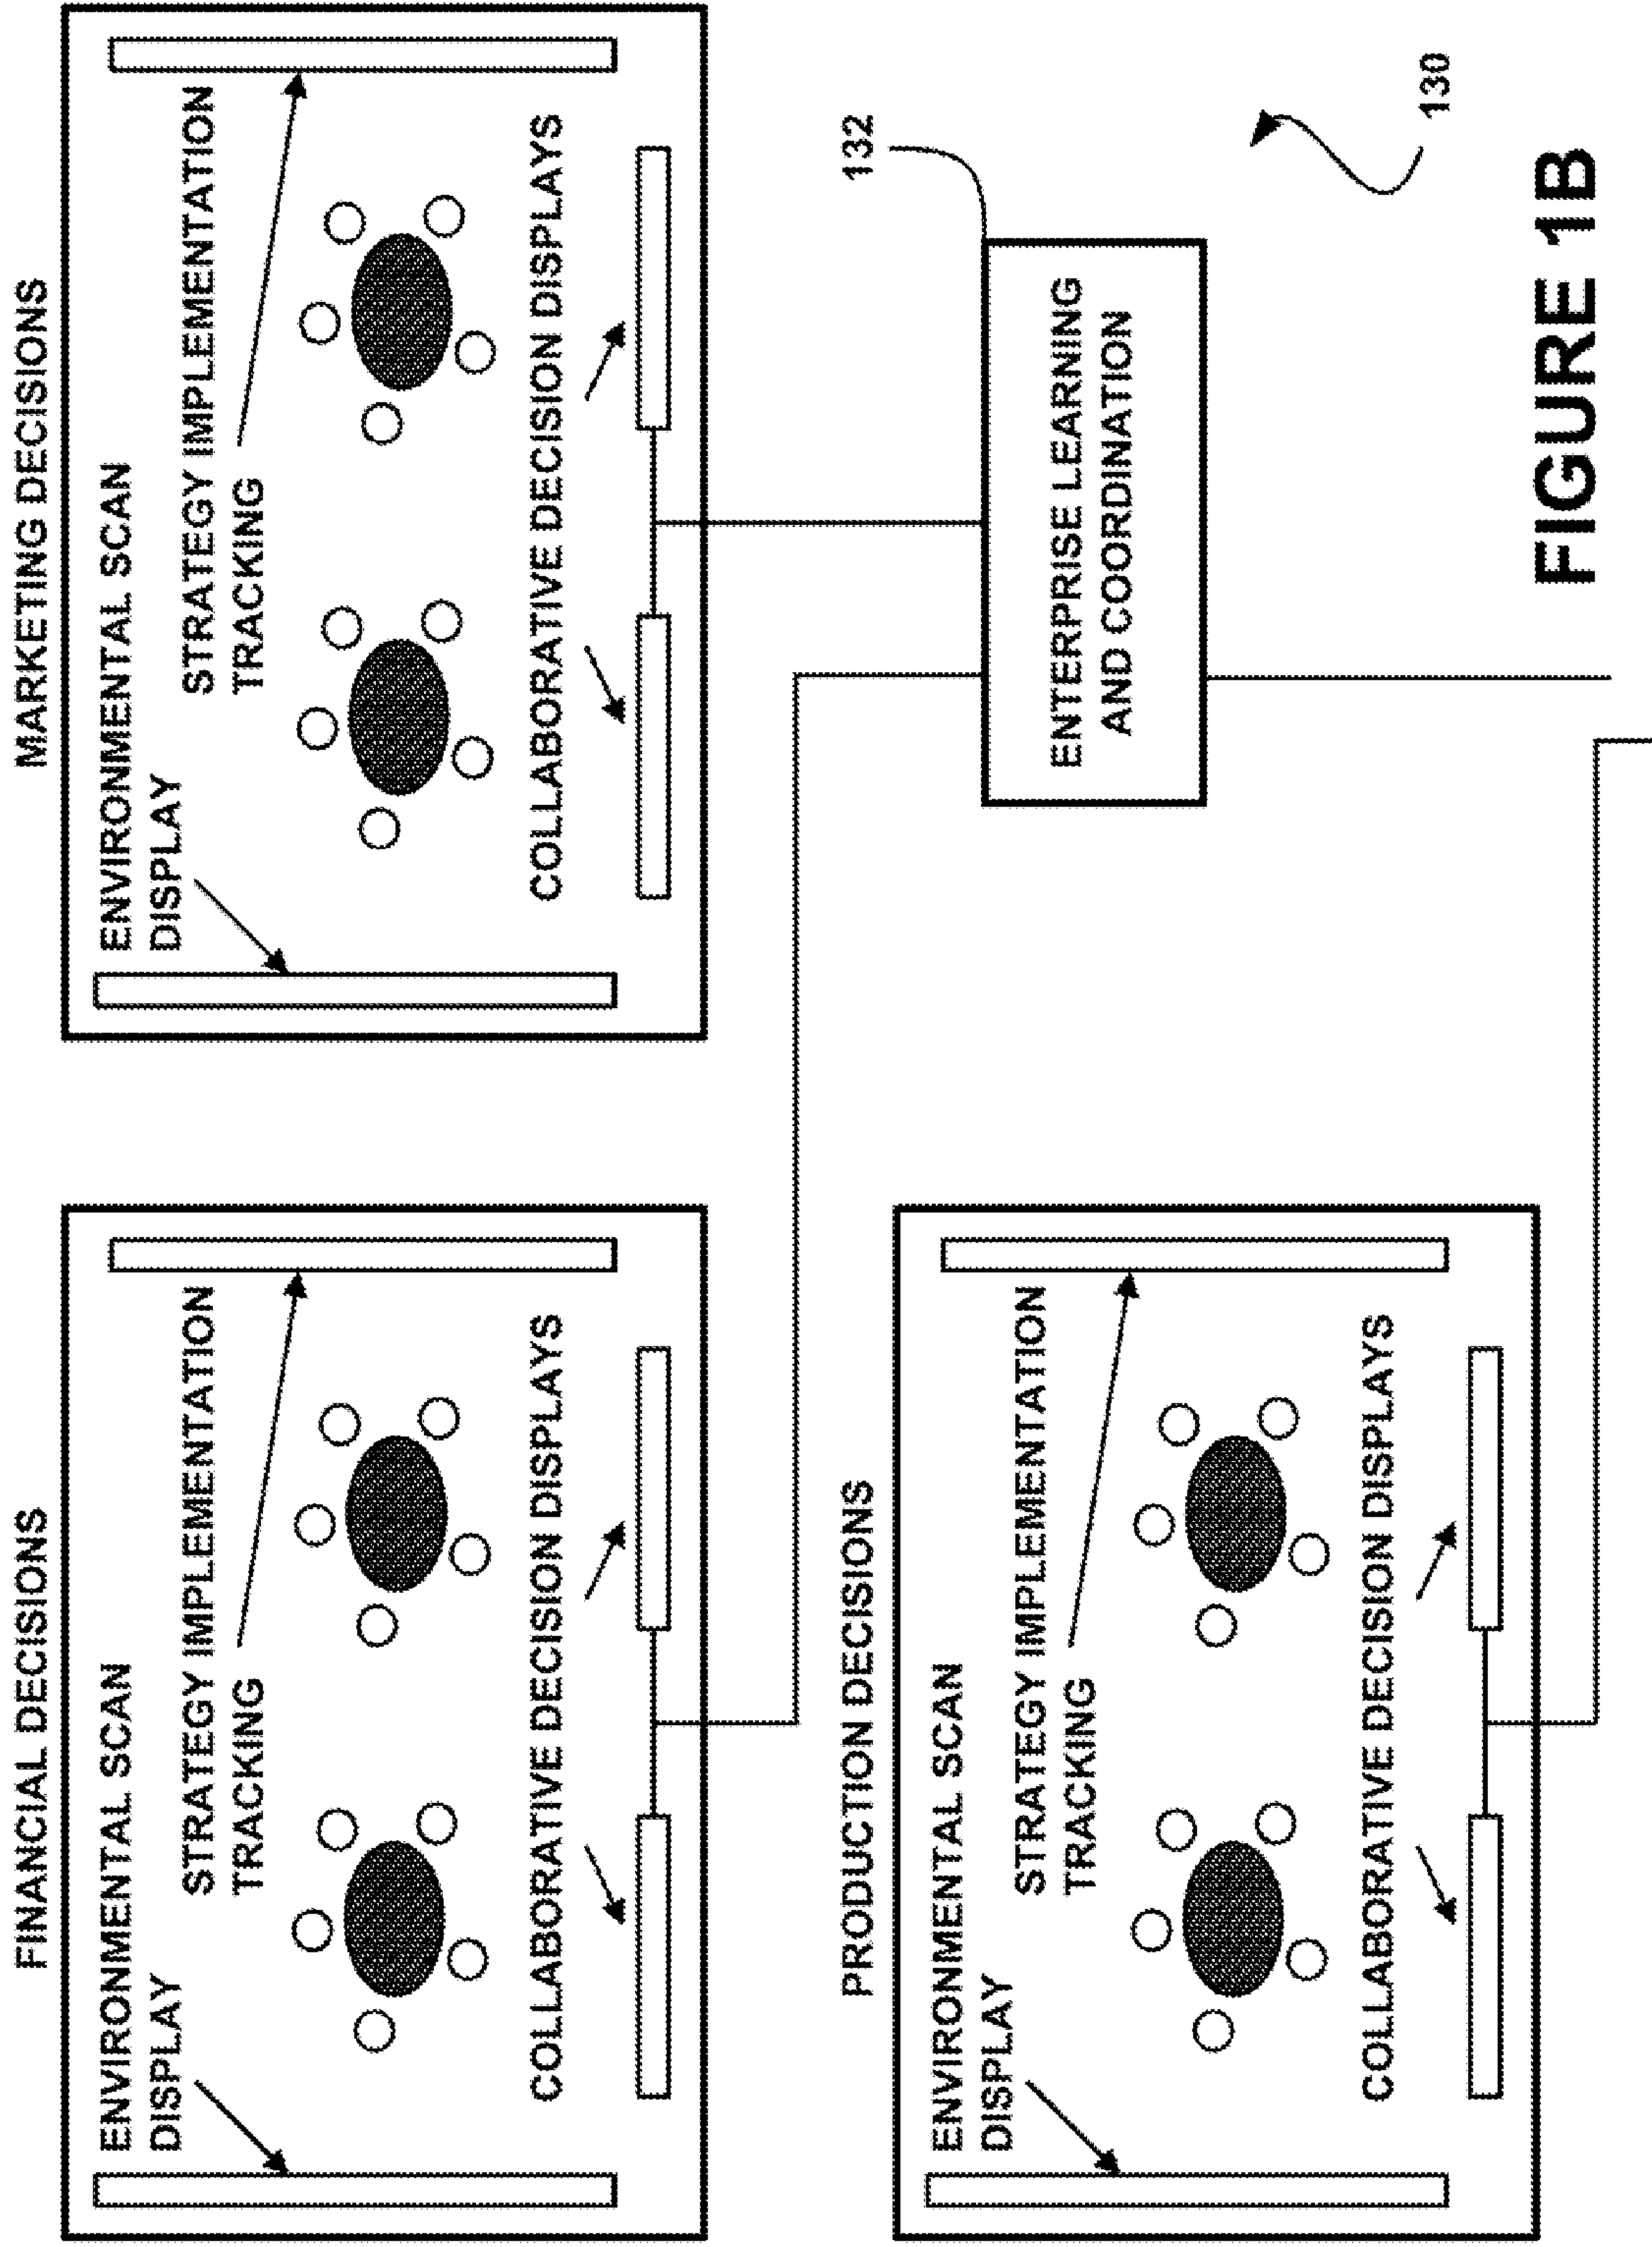 FINANCIAL DECISIONS
ENVIRONMENTAL SCAN
DISPLAY
STRATEGY IMPLEMENTATION
TRACKING
COLLABORATIVE DECISION DISPLAYS
MARKETING DECISIONS
ENVIRONMENTAL SCAN
DISPLAY
STRATEGY IMPLEMENTATION
TRACKING
COLLABORATIVE DECISION DISPLAYS
PRODUCTION DECISIONS
ENVIRONMENTAL SCAN
DISPLAY
STRATEGY IMPLEMENTATION
TRACKING
COLLABORATIVE DECISION DISPLAYS
132
ENTERPRISE LEARNING
AND COORDINATION
130
FIGURE 1B